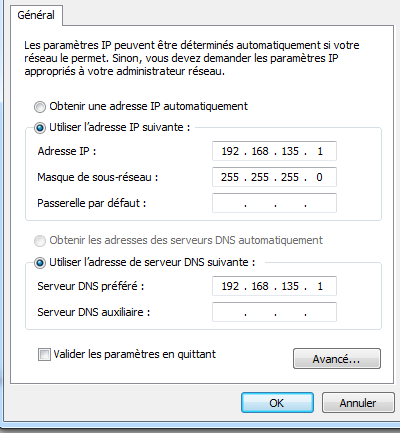 Général
Les paramètres IP peuvent être déterminés automatiquement si votre
réseau le permet. Sinon, vous devez demander les paramètres IP
appropriés à votre administrateur réseau.
Obtenir une adresse IP automatiquement
Utiliser l'adresse IP suivante :
Adresse IP : 192 . 168 . 135 . 1
Masque de sous-réseau : 255 . 255 . 255 . 0
Passerelle par défaut : . . .
Obtenir les adresses des serveurs DNS automatiquement
Utiliser l'adresse de serveur DNS suivante :
Serveur DNS préféré : 192 . 168 . 135 . 1
Serveur DNS auxiliaire : . . .
Valider les paramètres en quittant
Avancé...
OK Annuler